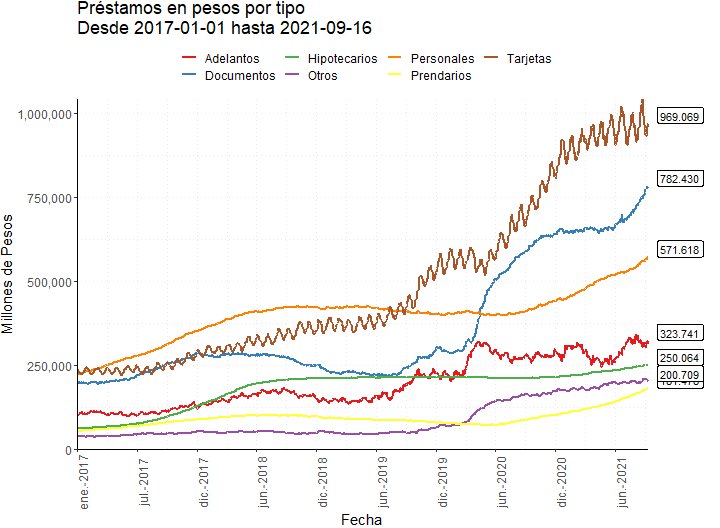 Préstamos en pesos por tipo
Desde 2017-01-01 hasta 2021-09-16
Adelantos Hipotecarios Personales Tarjetas
Documentos Otros Prendarios
Millones de Pesos
1,000,000
750,000
500,000
250,000
0
969.069
782.430
571.618
323.741
250.064
200.709
ene.-2017 jul.-2017 dic.-2017 jun.-2018 dic.-2018 jun.-2019 dic.-2019 jun.-2020 dic.-2020 jun.-2021
Fecha